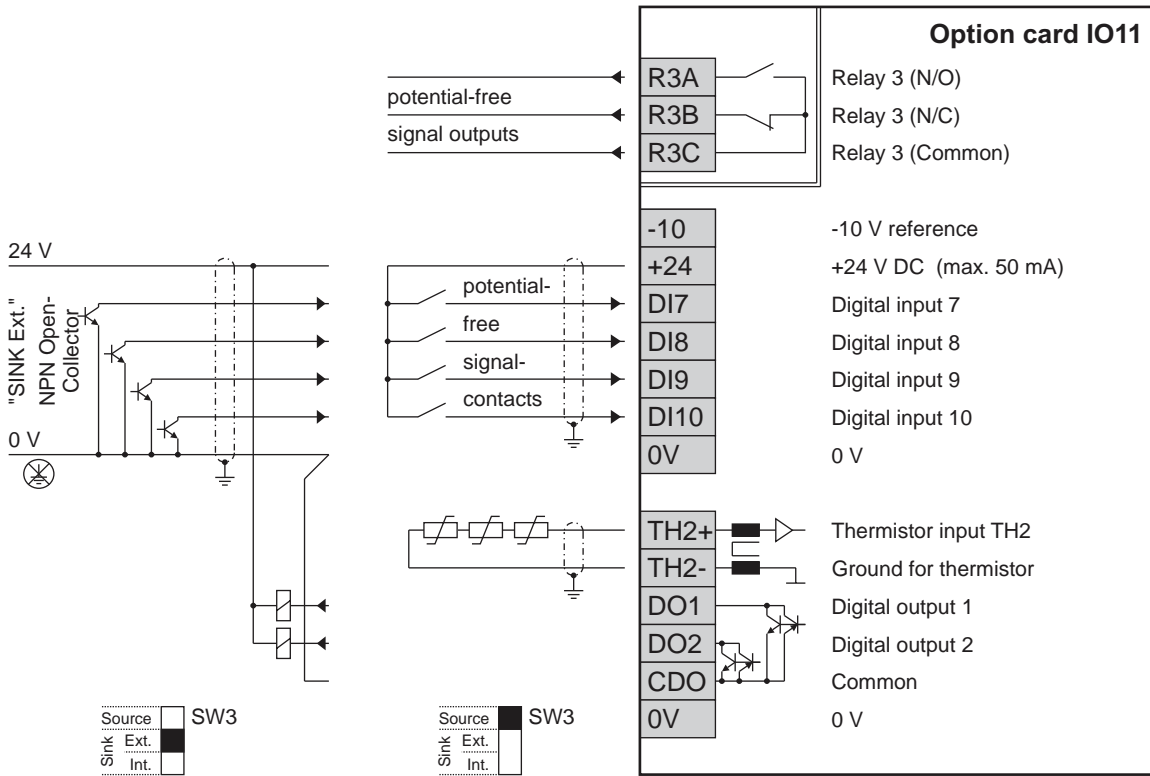 Option card IO11
R3A Relay 3 (N/O)
potential-free
R3B Relay 3 (N/C)
signal outputs
R3C Relay 3 (Common)
-10 -10 V reference
24 V
+24 +24 V DC (max. 50 mA)
potential-
DI7 Digital input 7
free
DI8 Digital input 8
signal-
DI9 Digital input 9
contacts
DI10 Digital input 10
"SINK Ext."
NPN Open-
Collector
0 V
0V 0 V
TH2+ Thermistor input TH2
TH2- Ground for thermistor
DO1 Digital output 1
DO2 Digital output 2
CDO Common
0V 0 V
Source SW3
Sink
Ext.
Int.
Source SW3
Sink
Ext.
Int.